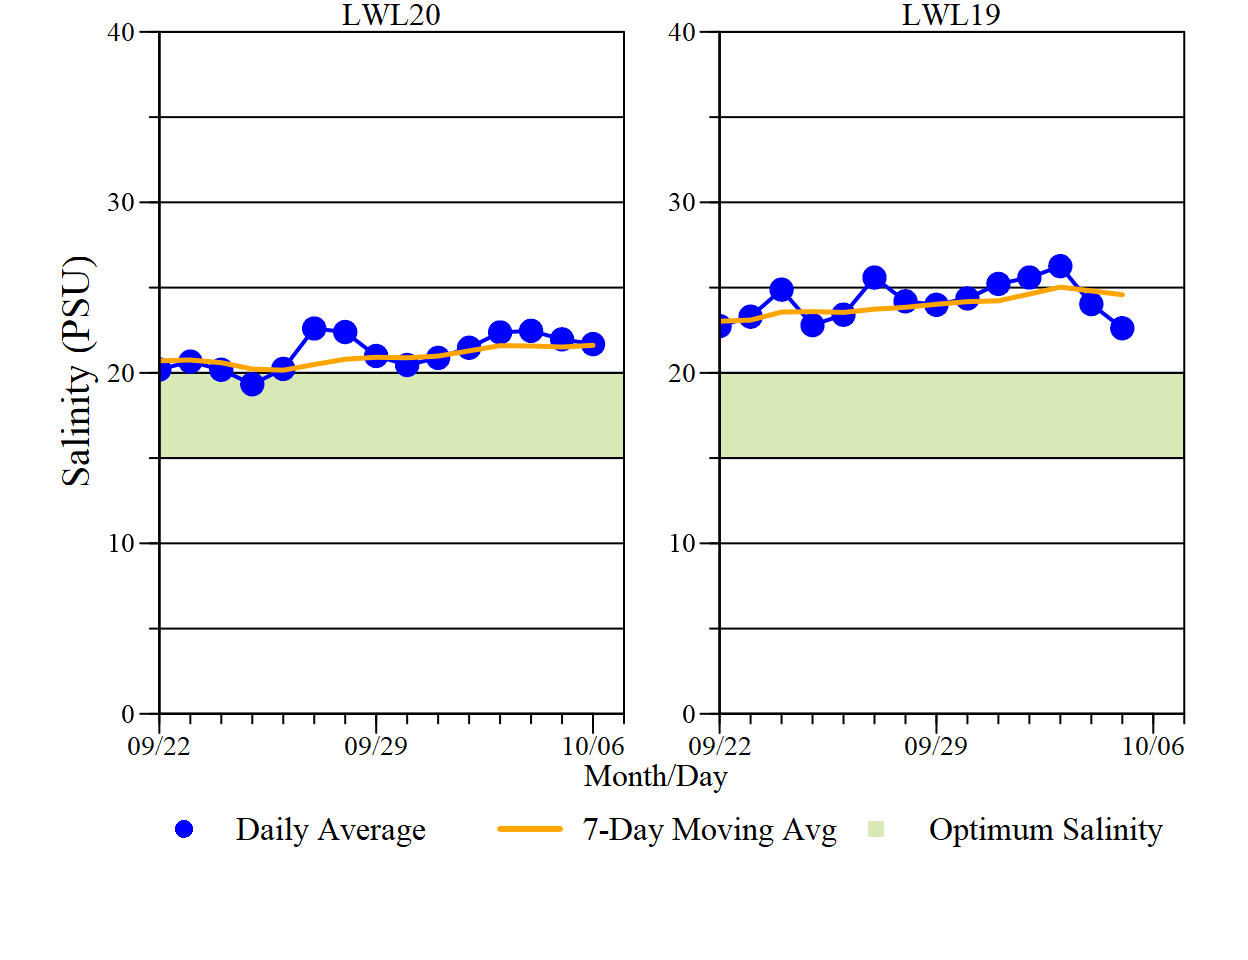 LWL20 LWL19
40 40
30 30
20 20
10 10
0 0
Salinity (PSU)
09/22 09/29 10/06 09/22 09/29 10/06
Month/Day
Daily Average 7-Day Moving Avg Optimum Salinity